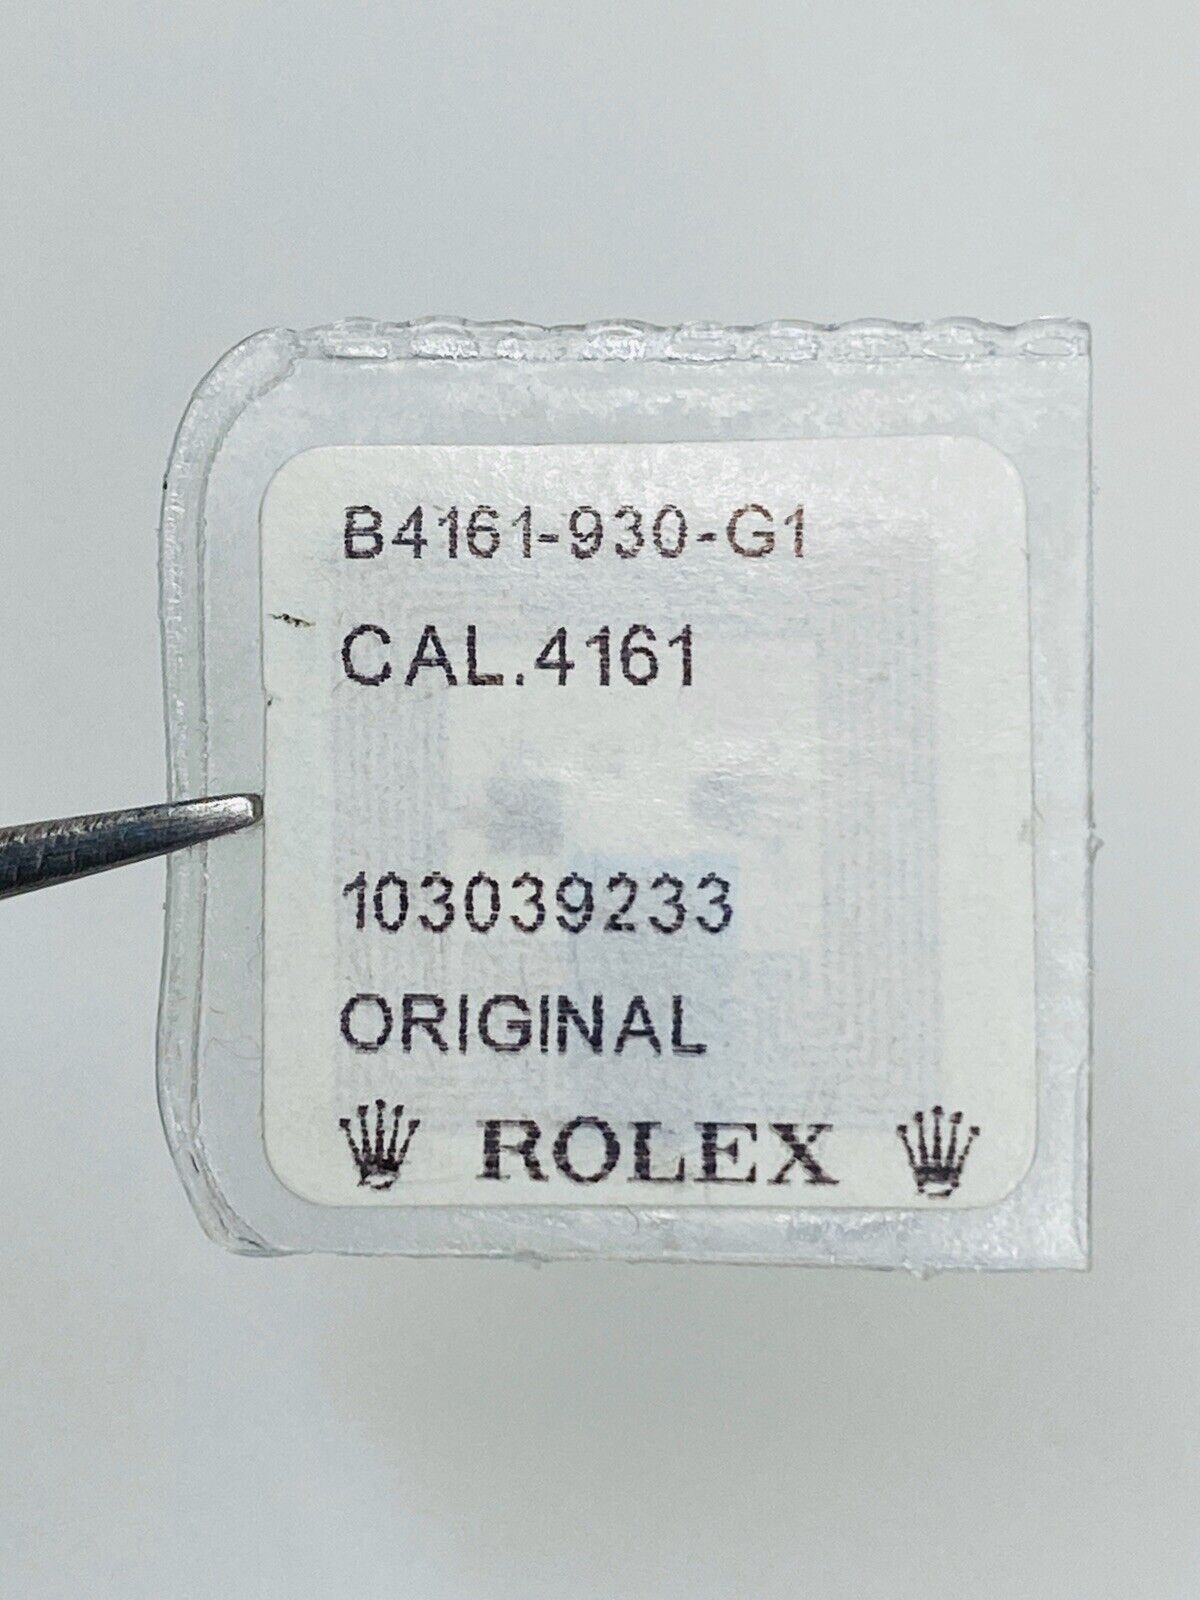 B4161-930-G1
CAL.4161
103039233
ORIGINAL
ROLEX